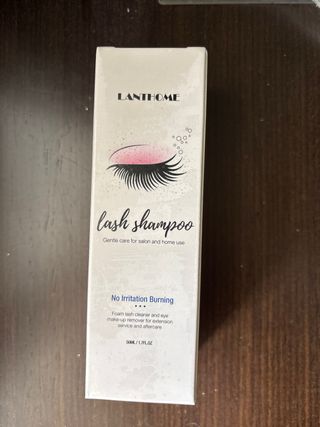 LANTHOME
lash shampoo
Gentle care for salon and home use
No Irritation Burning
Foam lash cleaner and eye
make-up remover for extension
service and aftercare
50ML / 1.7FL.OZ